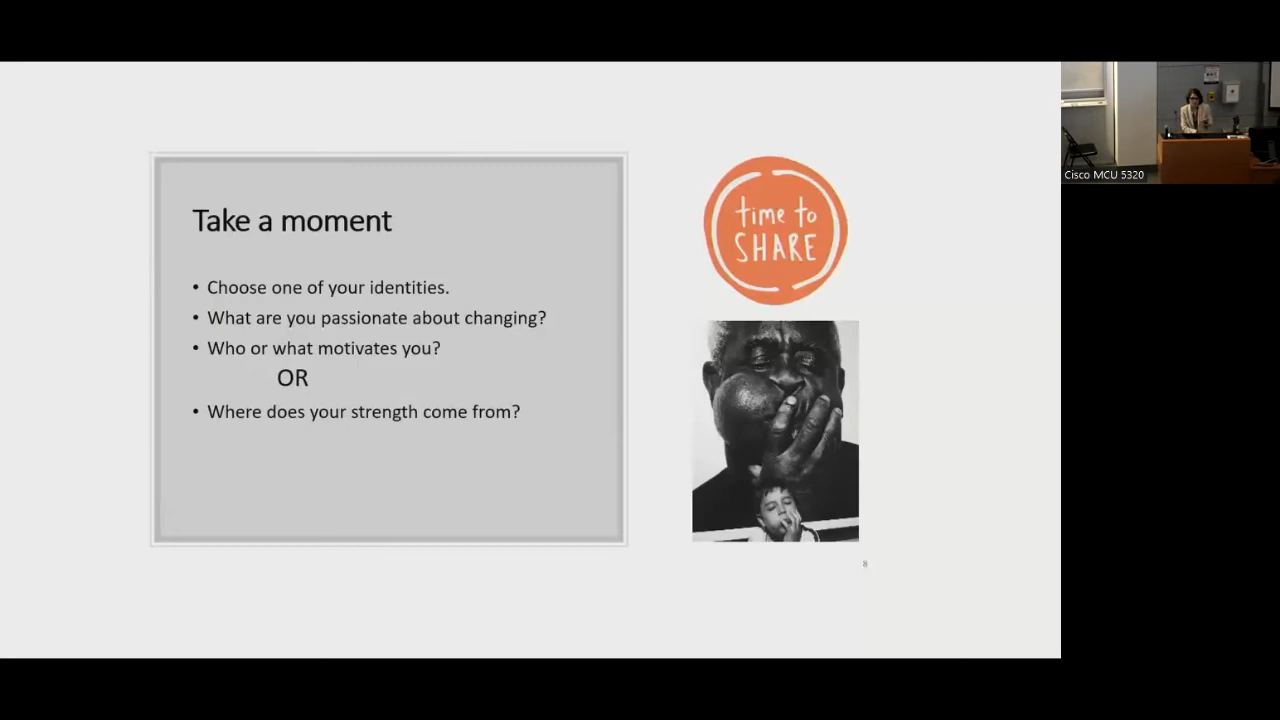 Take a moment
• Choose one of your identities.
• What are you passionate about changing?
• Who or what motivates you?
OR
• Where does your strength come from?
time to
SHARE
8
Cisco MCU 5320